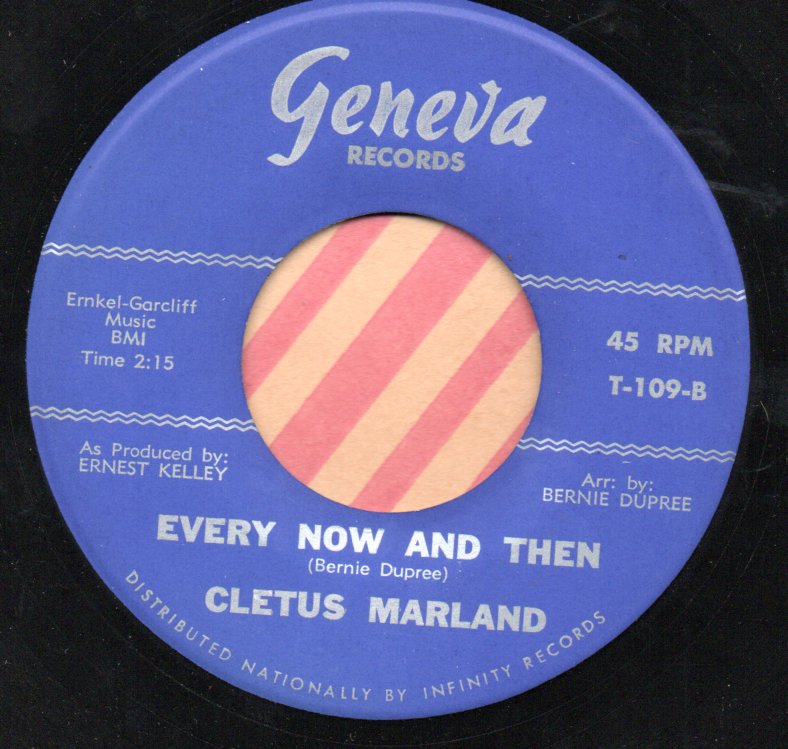 Geneva
RECORDS
Ernkel-Garcliff
Music
BMI
Time 2:15
45 RPM
T-109-B
As Produced by:
ERNEST KELLEY
Arr: by:
BERNIE DUPREE
EVERY NOW AND THEN
(Bernie Dupree)
CLETUS MARLAND
DISTRIBUTED NATIONALLY BY INFINITY RECORDS